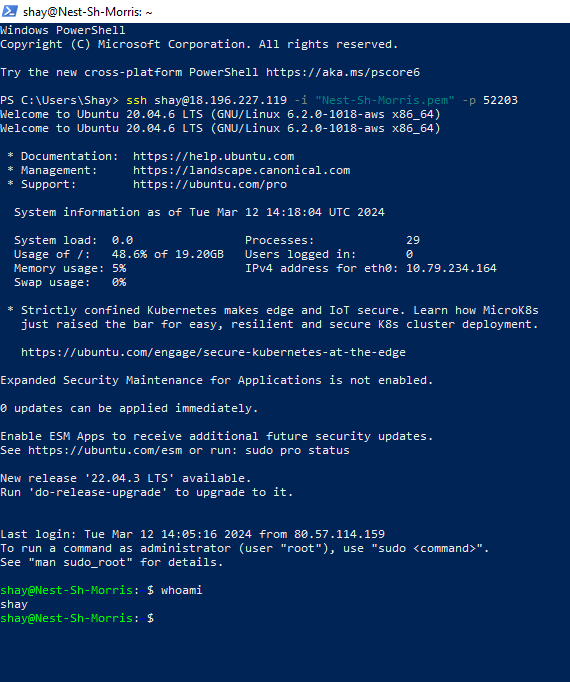 shay@Nest-Sh-Morris: ~
Windows PowerShell
Copyright (C) Microsoft Corporation. All rights reserved.
Try the new cross-platform PowerShell https://aka.ms/pscore6
PS C:\Users\Shay> ssh shay@18.196.227.119 -i "Nest-Sh-Morris.pem" -p 52203
Welcome to Ubuntu 20.04.6 LTS (GNU/Linux 6.2.0-1018-aws x86_64)
Welcome to Ubuntu 20.04.6 LTS (GNU/Linux 6.2.0-1018-aws x86_64)
* Documentation:  https://help.ubuntu.com
* Management:     https://landscape.canonical.com
* Support:        https://ubuntu.com/pro
System information as of Tue Mar 12 14:18:04 UTC 2024
System load:  0.0                Processes:             29
Usage of /:   48.6% of 19.20GB   Users logged in:       0
Memory usage: 5%                 IPv4 address for eth0: 10.79.234.164
Swap usage:   0%
* Strictly confined Kubernetes makes edge and IoT secure. Learn how MicroK8s
just raised the bar for easy, resilient and secure K8s cluster deployment.
https://ubuntu.com/engage/secure-kubernetes-at-the-edge
Expanded Security Maintenance for Applications is not enabled.
0 updates can be applied immediately.
Enable ESM Apps to receive additional future security updates.
See https://ubuntu.com/esm or run: sudo pro status
New release '22.04.3 LTS' available.
Run 'do-release-upgrade' to upgrade to it.
Last login: Tue Mar 12 14:05:16 2024 from 80.57.114.159
To run a command as administrator (user "root"), use "sudo <command>".
See "man sudo_root" for details.
shay@Nest-Sh-Morris: $ whoami
shay
shay@Nest-Sh-Morris: $